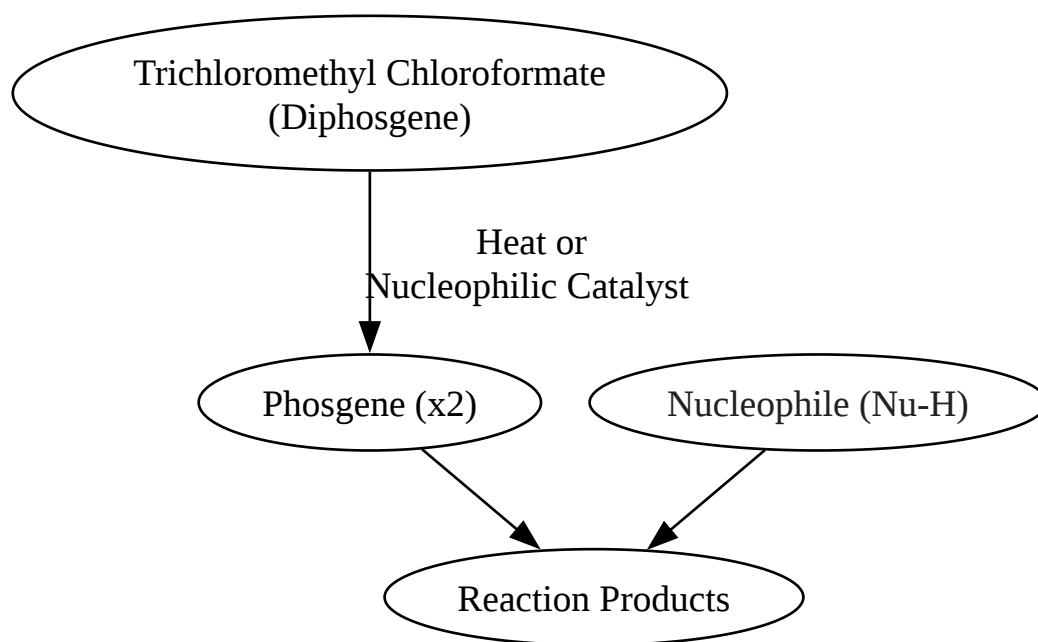 Trichloromethyl Chloroformate
(Diphosgene)
Heat or
Nucleophilic Catalyst
Phosgene (x2)
Nucleophile (Nu-H)
Reaction Products